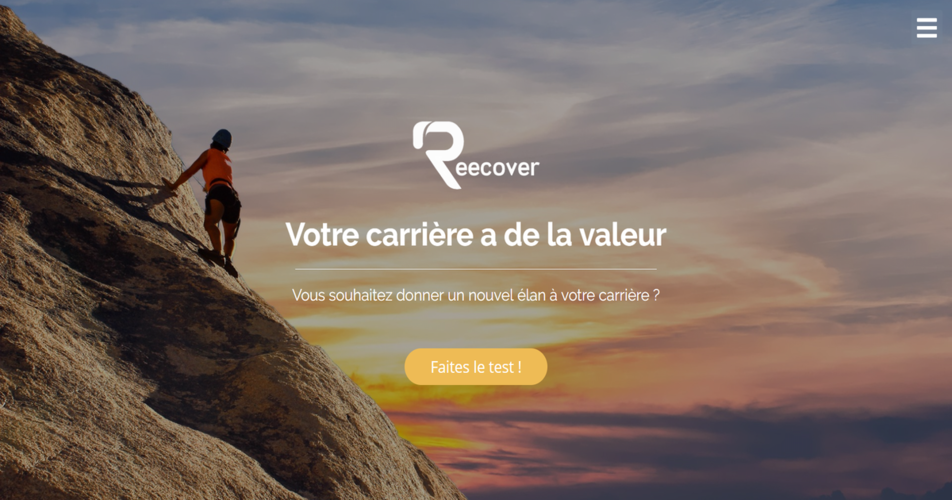 Reecover
Votre carrière a de la valeur
Vous souhaitez donner un nouvel élan à votre carrière ?
Faites le test !